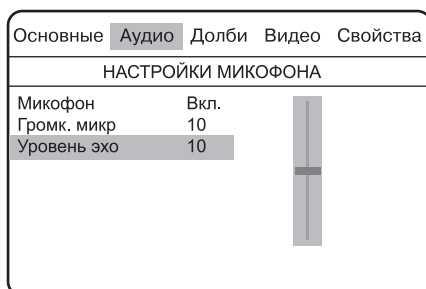 Основные Аудио Долби Видео Свойства
НАСТРОЙКИ МИКОФОНА
Микофон Вкл.
Громк. микр 10
Уровень эхо 10